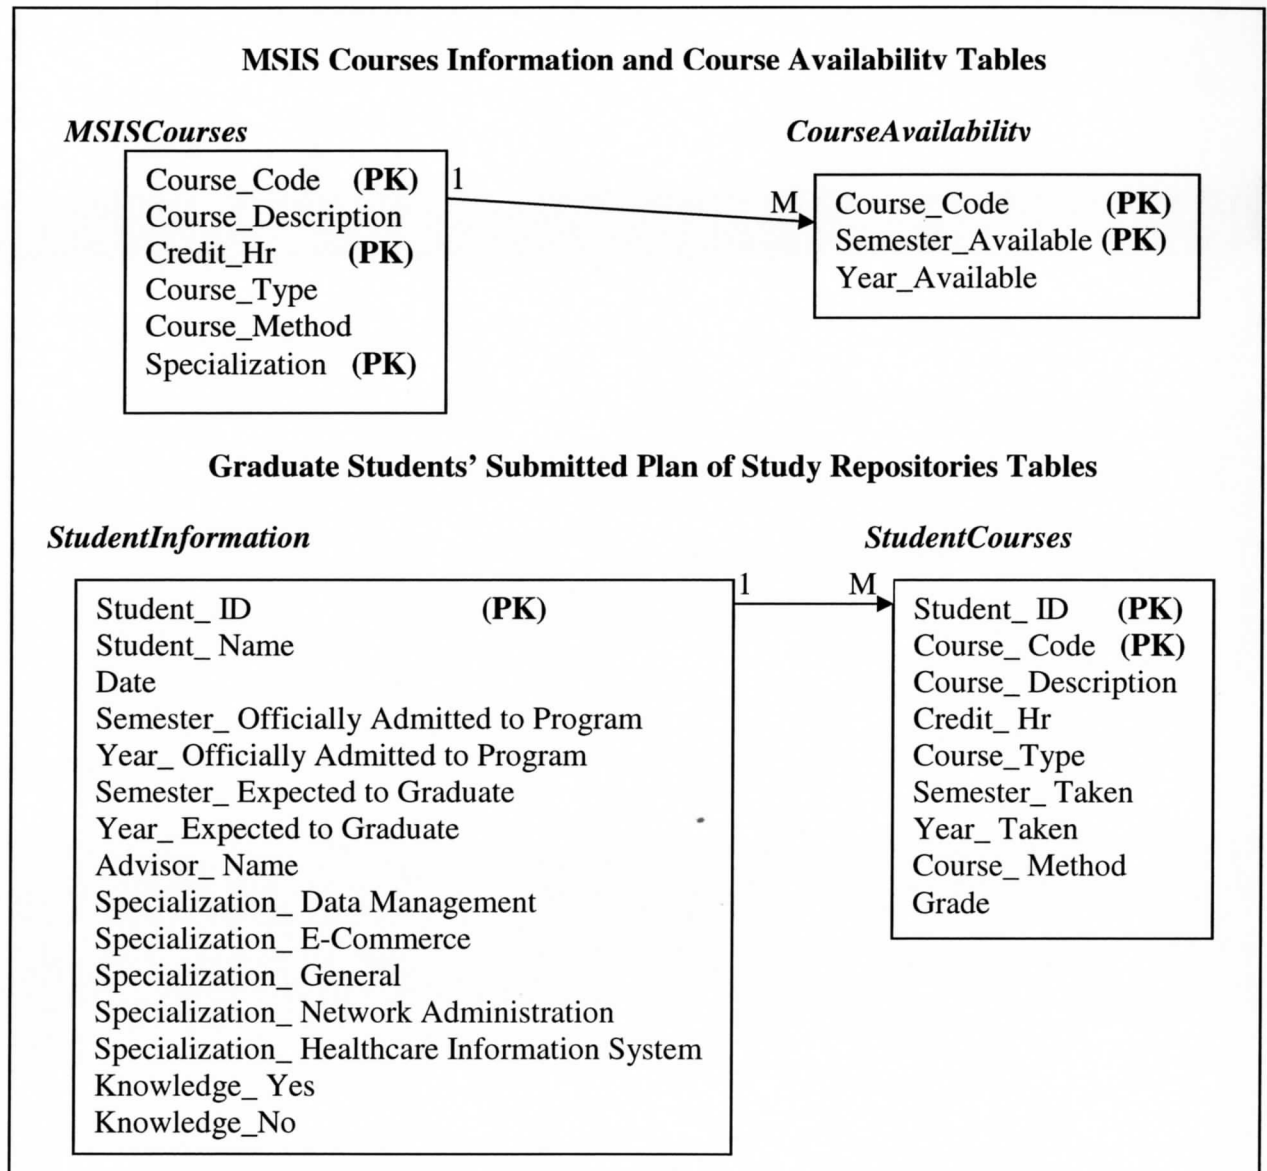 MSIS Courses Information and Course Availability Tables
MSISCourses
CourseAvailability
Course_Code (PK)
Course_Description
Credit_Hr (PK)
Course_Type
Course_Method
Specialization (PK)
1
M
Course_Code (PK)
Semester_Available (PK)
Year_Available
Graduate Students' Submitted Plan of Study Repositories Tables
StudentInformation
StudentCourses
Student_ ID (PK)
Student_ Name
Date
Semester_ Officially Admitted to Program
Year_ Officially Admitted to Program
Semester_ Expected to Graduate
Year_ Expected to Graduate
Advisor_ Name
Specialization_ Data Management
Specialization_ E-Commerce
Specialization_ General
Specialization_ Network Administration
Specialization_ Healthcare Information System
Knowledge_ Yes
Knowledge_No
1
M
Student_ ID (PK)
Course_ Code (PK)
Course_ Description
Credit_ Hr
Course_Type
Semester_ Taken
Year_ Taken
Course_ Method
Grade